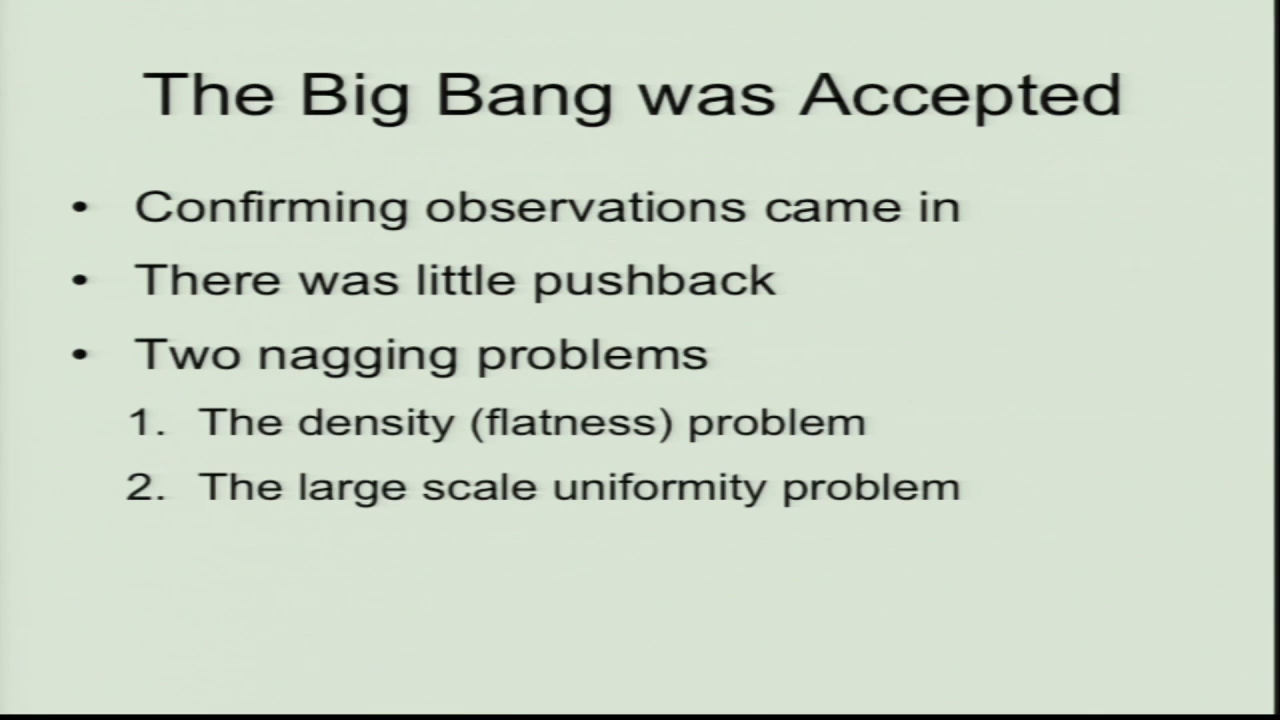 The Big Bang was Accepted
• Confirming observations came in
• There was little pushback
• Two nagging problems
1. The density (flatness) problem
2. The large scale uniformity problem